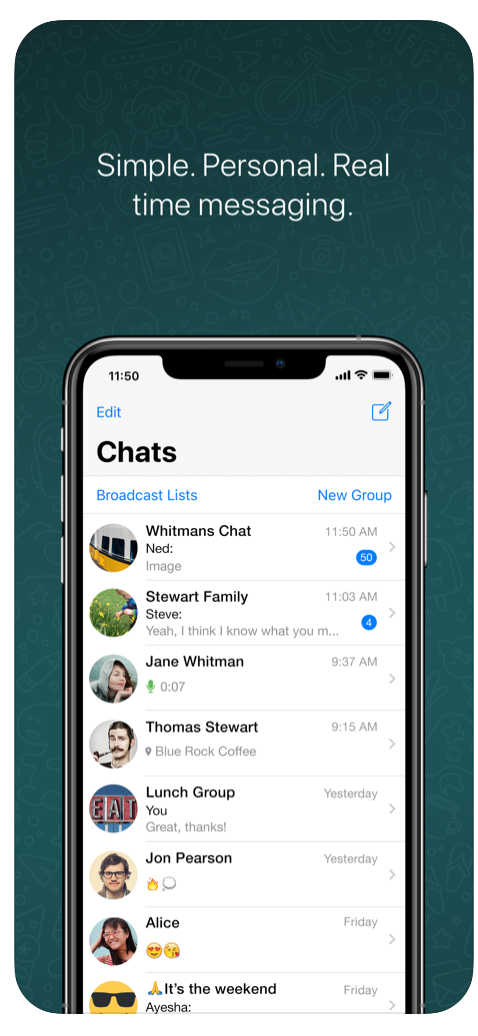 Simple. Personal. Real
time messaging.
11:50
Edit
Chats
Broadcast Lists New Group
Whitmans Chat 11:50 AM
Ned:
50
Image
Stewart Family 11:03 AM
Steve:
4
Yeah, I think I know what you m...
Jane Whitman 9:37 AM
0:07
Thomas Stewart 9:15 AM
Blue Rock Coffee
Lunch Group Yesterday
EAT
You
Great, thanks!
Jon Pearson Yesterday
🔥💭
Alice Friday
😍😘
🙏It’s the weekend Friday
Ayesha: